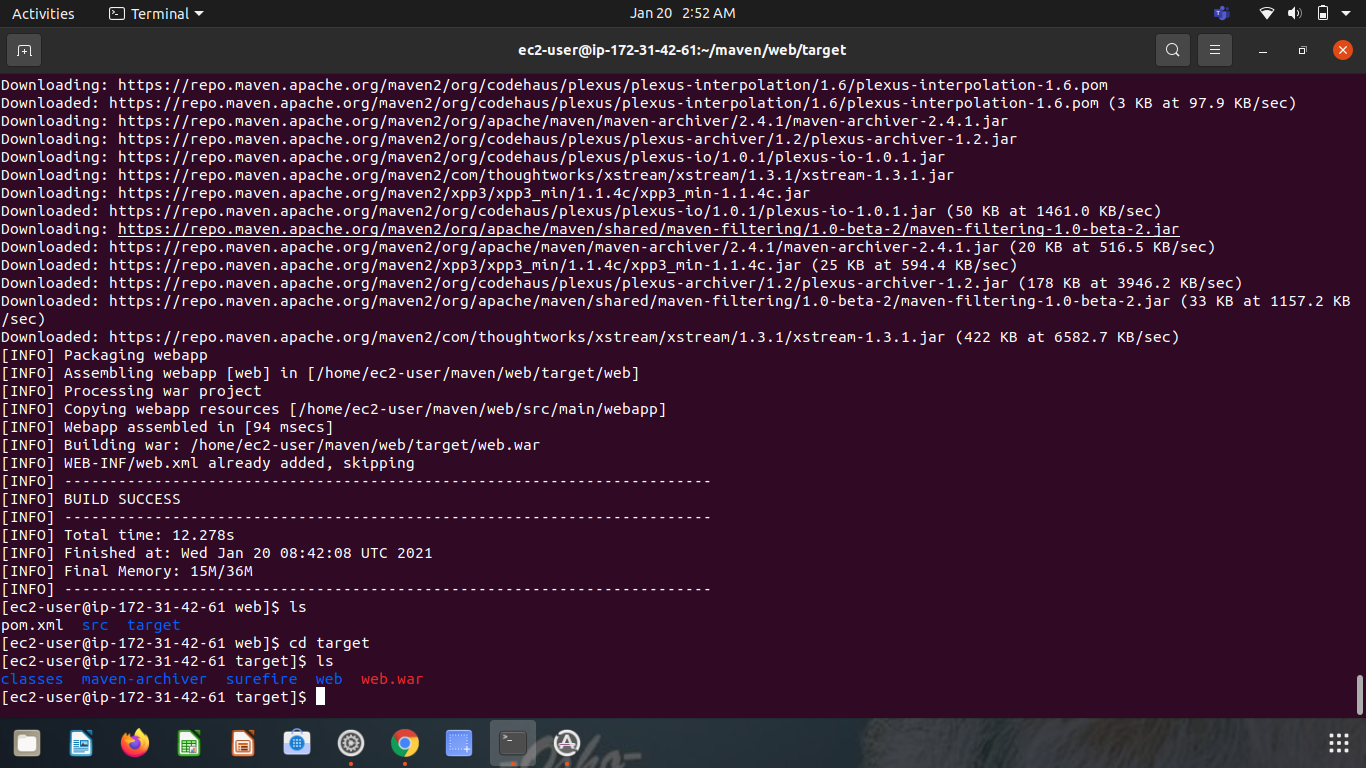 Activities
Terminal
Jan 20 2:52 AM
ec2-user@ip-172-31-42-61:~/maven/web/target
Downloading: https://repo.maven.apache.org/maven2/org/codehaus/plexus/plexus-interpolation/1.6/plexus-interpolation-1.6.pom
Downloaded: https://repo.maven.apache.org/maven2/org/codehaus/plexus/plexus-interpolation/1.6/plexus-interpolation-1.6.pom (3 KB at 97.9 KB/sec)
Downloading: https://repo.maven.apache.org/maven2/org/apache/maven/maven-archiver/2.4.1/maven-archiver-2.4.1.jar
Downloading: https://repo.maven.apache.org/maven2/org/codehaus/plexus/plexus-archiver/1.2/plexus-archiver-1.2.jar
Downloading: https://repo.maven.apache.org/maven2/org/codehaus/plexus/plexus-io/1.0.1/plexus-io-1.0.1.jar
Downloading: https://repo.maven.apache.org/maven2/com/thoughtworks/xstream/xstream/1.3.1/xstream-1.3.1.jar
Downloading: https://repo.maven.apache.org/maven2/xpp3/xpp3_min/1.1.4c/xpp3_min-1.1.4c.jar
Downloaded: https://repo.maven.apache.org/maven2/org/codehaus/plexus/plexus-io/1.0.1/plexus-io-1.0.1.jar (50 KB at 1461.0 KB/sec)
Downloading: https://repo.maven.apache.org/maven2/org/apache/maven/shared/maven-filtering/1.0-beta-2/maven-filtering-1.0-beta-2.jar
Downloaded: https://repo.maven.apache.org/maven2/org/apache/maven/maven-archiver/2.4.1/maven-archiver-2.4.1.jar (20 KB at 516.5 KB/sec)
Downloaded: https://repo.maven.apache.org/maven2/xpp3/xpp3_min/1.1.4c/xpp3_min-1.1.4c.jar (25 KB at 594.4 KB/sec)
Downloaded: https://repo.maven.apache.org/maven2/org/codehaus/plexus/plexus-archiver/1.2/plexus-archiver-1.2.jar (178 KB at 3946.2 KB/sec)
Downloaded: https://repo.maven.apache.org/maven2/org/apache/maven/shared/maven-filtering/1.0-beta-2/maven-filtering-1.0-beta-2.jar (33 KB at 1157.2 KB
/sec)
Downloaded: https://repo.maven.apache.org/maven2/com/thoughtworks/xstream/xstream/1.3.1/xstream-1.3.1.jar (422 KB at 6582.7 KB/sec)
[INFO] Packaging webapp
[INFO] Assembling webapp [web] in [/home/ec2-user/maven/web/target/web]
[INFO] Processing war project
[INFO] Copying webapp resources [/home/ec2-user/maven/web/src/main/webapp]
[INFO] Webapp assembled in [94 msecs]
[INFO] Building war: /home/ec2-user/maven/web/target/web.war
[INFO] WEB-INF/web.xml already added, skipping
[INFO] ------------------------------------------------------------------------
[INFO] BUILD SUCCESS
[INFO] ------------------------------------------------------------------------
[INFO] Total time: 12.278s
[INFO] Finished at: Wed Jan 20 08:42:08 UTC 2021
[INFO] Final Memory: 15M/36M
[INFO] ------------------------------------------------------------------------
[ec2-user@ip-172-31-42-61 web]$ ls
pom.xml  src  target
[ec2-user@ip-172-31-42-61 web]$ cd target
[ec2-user@ip-172-31-42-61 target]$ ls
classes  maven-archiver  surefire  web  web.war
[ec2-user@ip-172-31-42-61 target]$